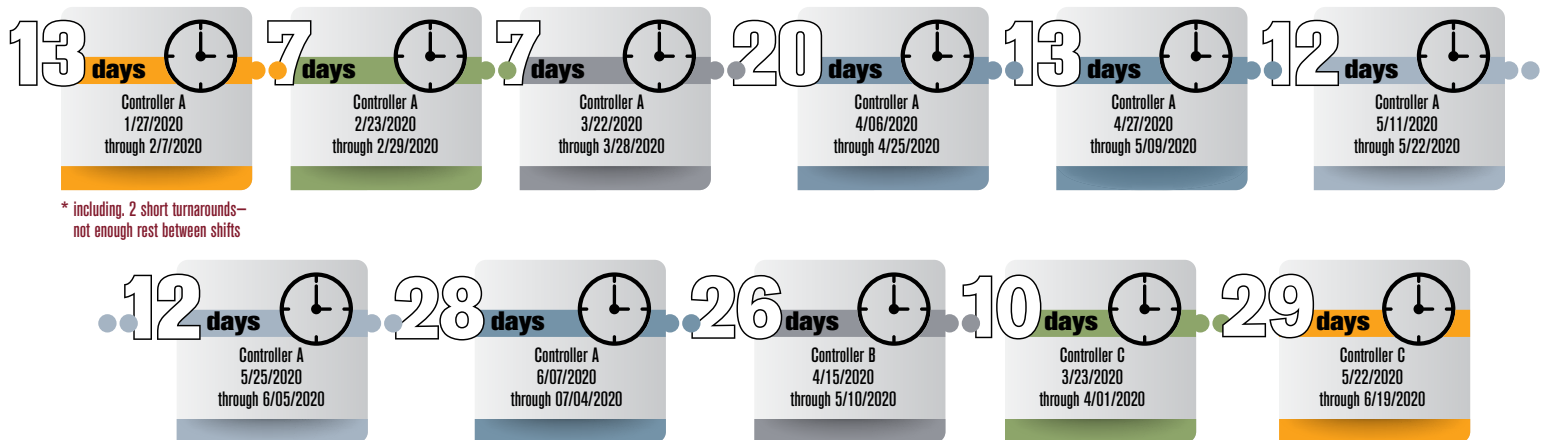 13 days
Controller A
1/27/2020
through 2/7/2020
* including. 2 short turnarounds—
not enough rest between shifts
7 days
Controller A
2/23/2020
through 2/29/2020
7 days
Controller A
3/22/2020
through 3/28/2020
20 days
Controller A
4/06/2020
through 4/25/2020
13 days
Controller A
4/27/2020
through 5/09/2020
12 days
Controller A
5/11/2020
through 5/22/2020
12 days
Controller A
5/25/2020
through 6/05/2020
28 days
Controller A
6/07/2020
through 07/04/2020
26 days
Controller B
4/15/2020
through 5/10/2020
10 days
Controller C
3/23/2020
through 4/01/2020
29 days
Controller C
5/22/2020
through 6/19/2020